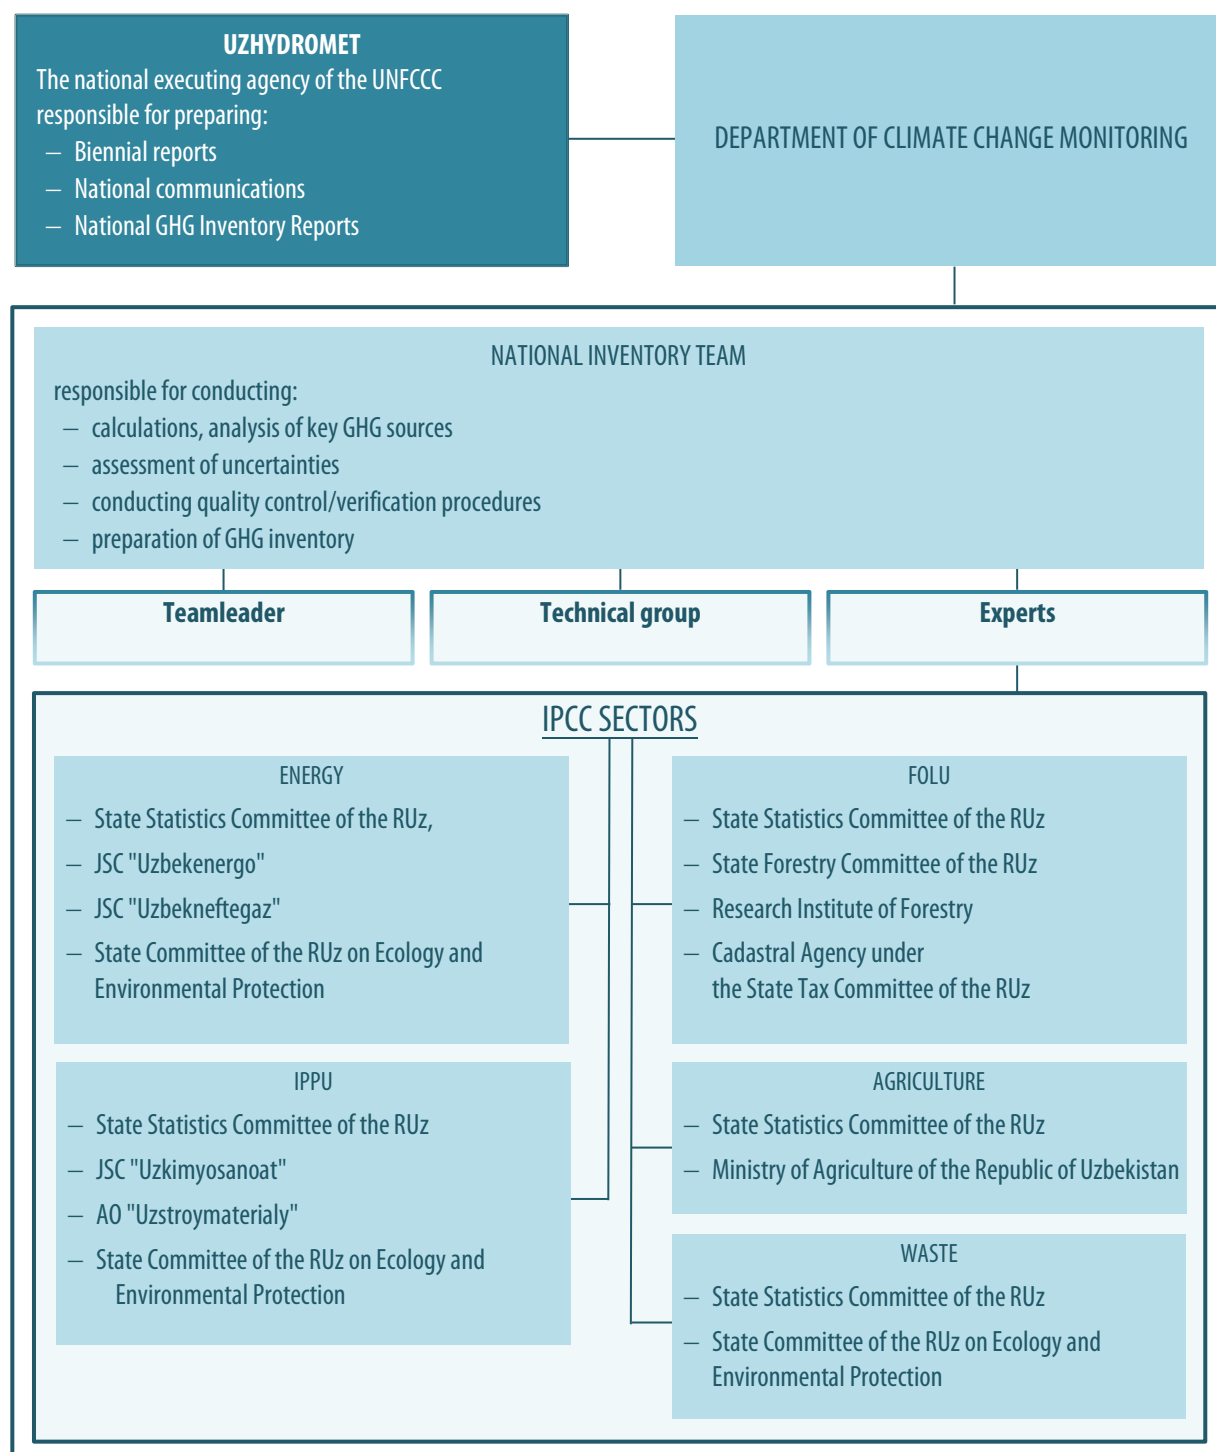 UZHYDROMET
The national executing agency of the UNFCCC
responsible for preparing:
– Biennial reports
– National communications
– National GHG Inventory Reports
DEPARTMENT OF CLIMATE CHANGE MONITORING
NATIONAL INVENTORY TEAM
responsible for conducting:
– calculations, analysis of key GHG sources
– assessment of uncertainties
– conducting quality control/verification procedures
– preparation of GHG inventory
Teamleader
Technical group
Experts
IPCC SECTORS
ENERGY
– State Statistics Committee of the RUz,
– JSC "Uzbekenergo"
– JSC "Uzbekneftegaz"
– State Committee of the RUz on Ecology and
Environmental Protection
FOLU
– State Statistics Committee of the RUz
– State Forestry Committee of the RUz
– Research Institute of Forestry
– Cadastral Agency under
the State Tax Committee of the RUz
IPPU
– State Statistics Committee of the RUz
– JSC "Uzkimyosanoat"
– AO "Uzstroymaterialy"
– State Committee of the RUz on Ecology and
Environmental Protection
AGRICULTURE
– State Statistics Committee of the RUz
– Ministry of Agriculture of the Republic of Uzbekistan
WASTE
– State Statistics Committee of the RUz
– State Committee of the RUz on Ecology and
Environmental Protection